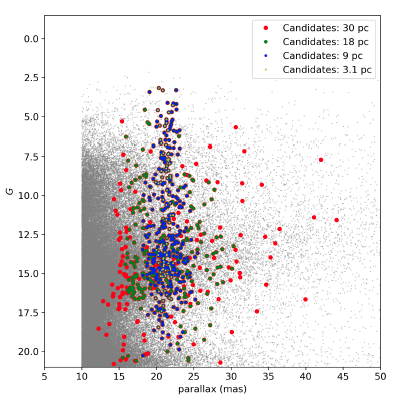 Candidates: 30 pc
Candidates: 18 pc
Candidates: 9 pc
Candidates: 3.1 pc
0.0
2.5
5.0
7.5
10.0
12.5
15.0
17.5
20.0
G
5 10 15 20 25 30 35 40 45 50
parallax (mas)